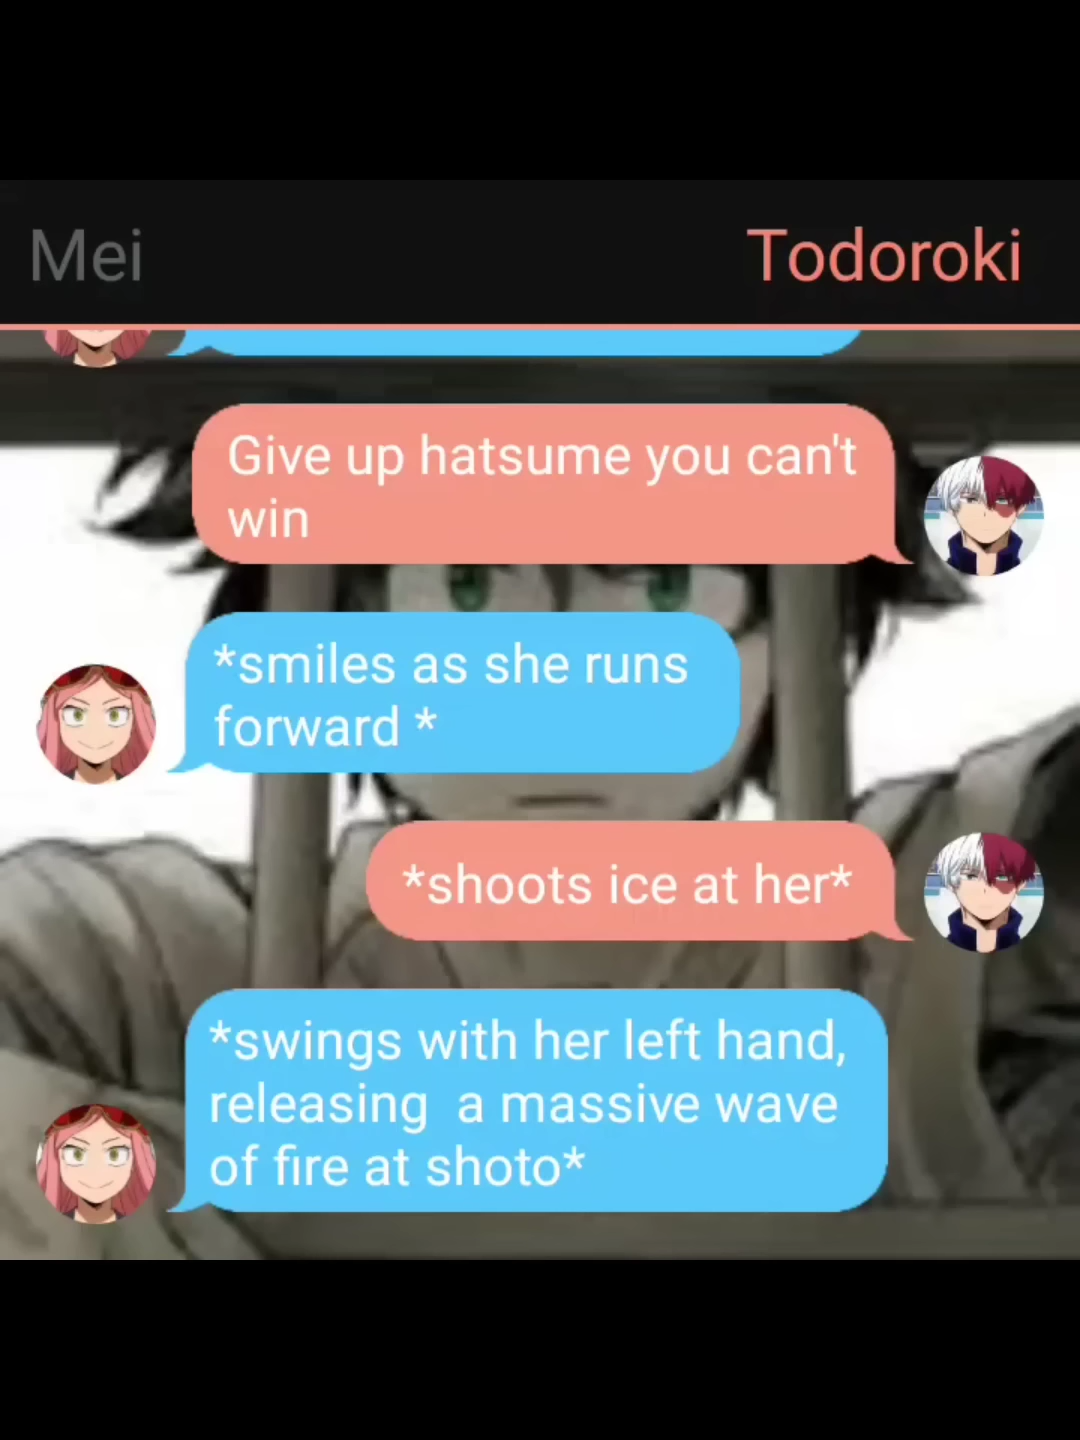 Mei
Todoroki
Give up hatsume you can't
win
*smiles as she runs
forward *
*shoots ice at her*
*swings with her left hand,
releasing  a massive wave
of fire at shoto*